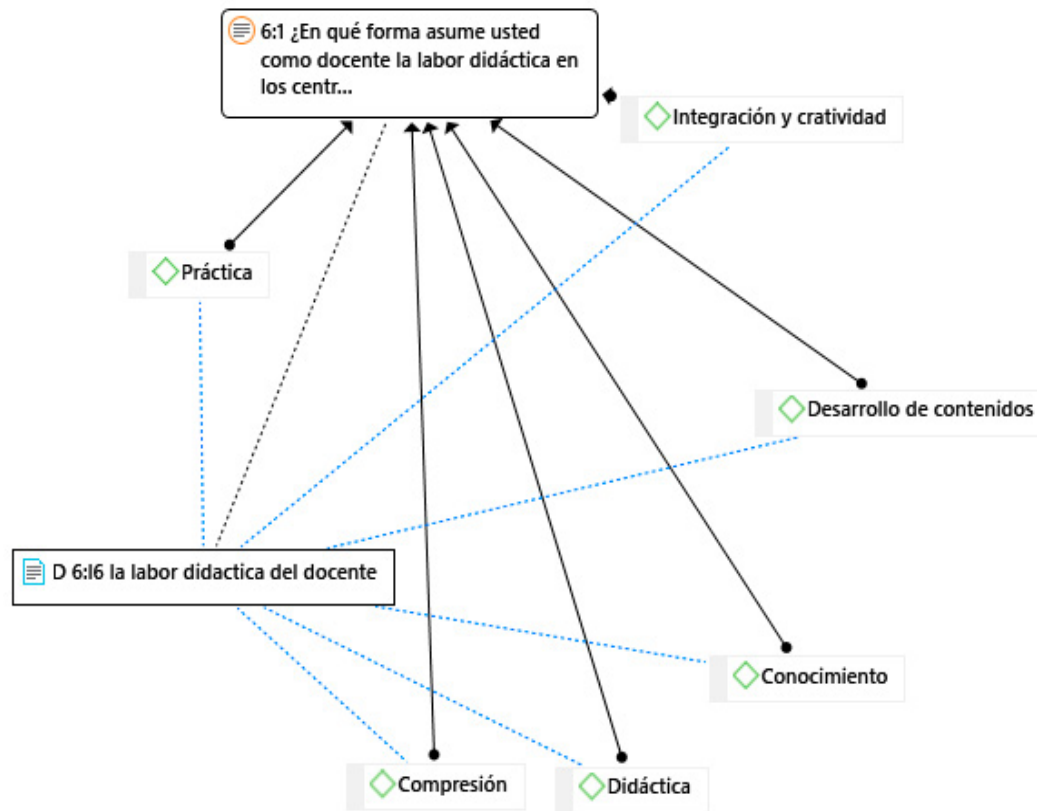 6:1 ¿En qué forma asume usted
como docente la labor didáctica en
los centr...
Integración y cratividad
Práctica
Desarrollo de contenidos
D 6:I6 la labor didactica del docente
Conocimiento
Compresión
Didáctica